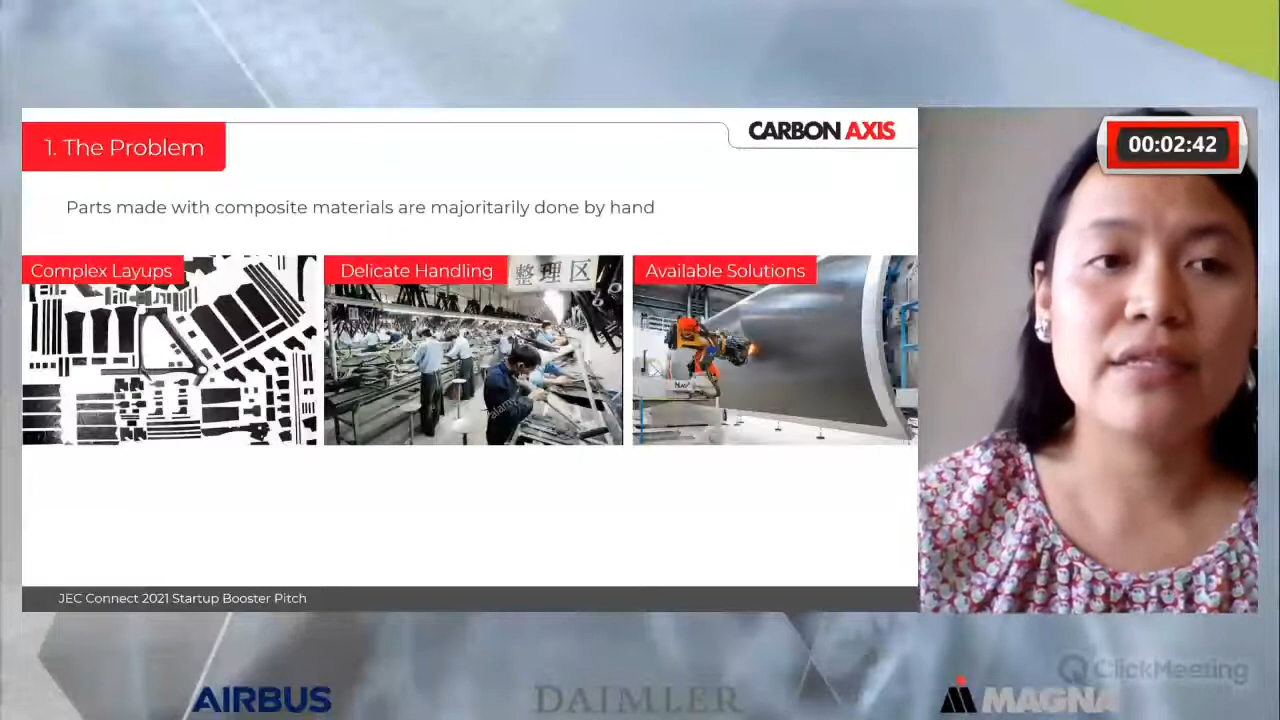 1. The Problem
CARBON AXIS
00:02:42
Parts made with composite materials are majoritarily done by hand
Complex Layups
Delicate Handling
整理区
Available Solutions
alamy
JEC Connect 2021 Startup Booster Pitch
ClickMeeting
AIRBUS
DAIMLER
MAGNA